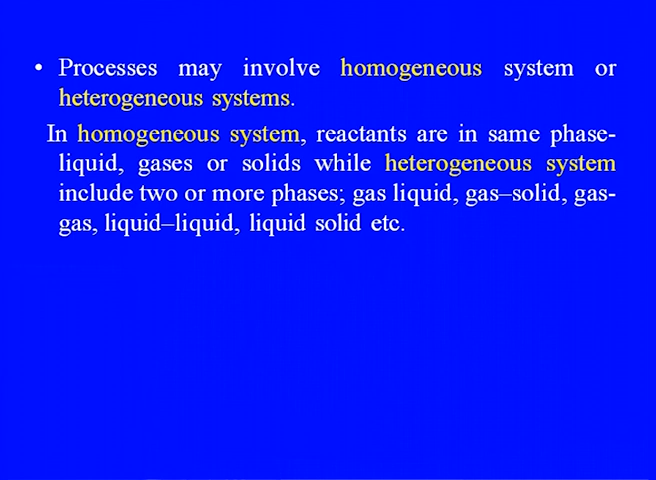 • Processes may involve homogeneous system or
heterogeneous systems.
In homogeneous system, reactants are in same phase-
liquid, gases or solids while heterogeneous system
include two or more phases; gas liquid, gas–solid, gas-
gas, liquid–liquid, liquid solid etc.